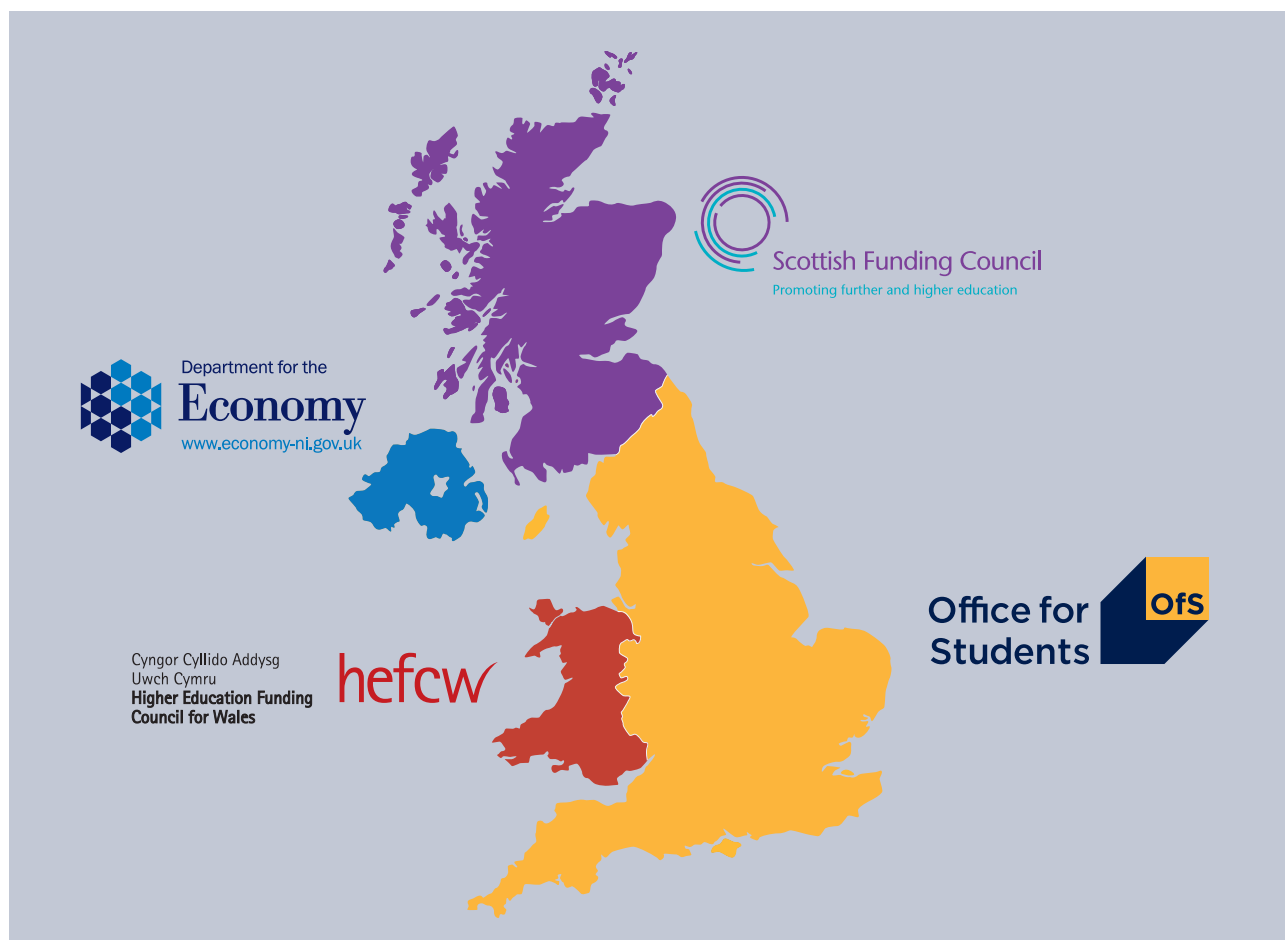 Scottish Funding Council
Promoting further and higher education
Department for the
Economy
www.economy-ni.gov.uk
Office for
Students
OfS
Cyngor Cyllido Addysg
Uwch Cymru
Higher Education Funding
Council for Wales
hefcw